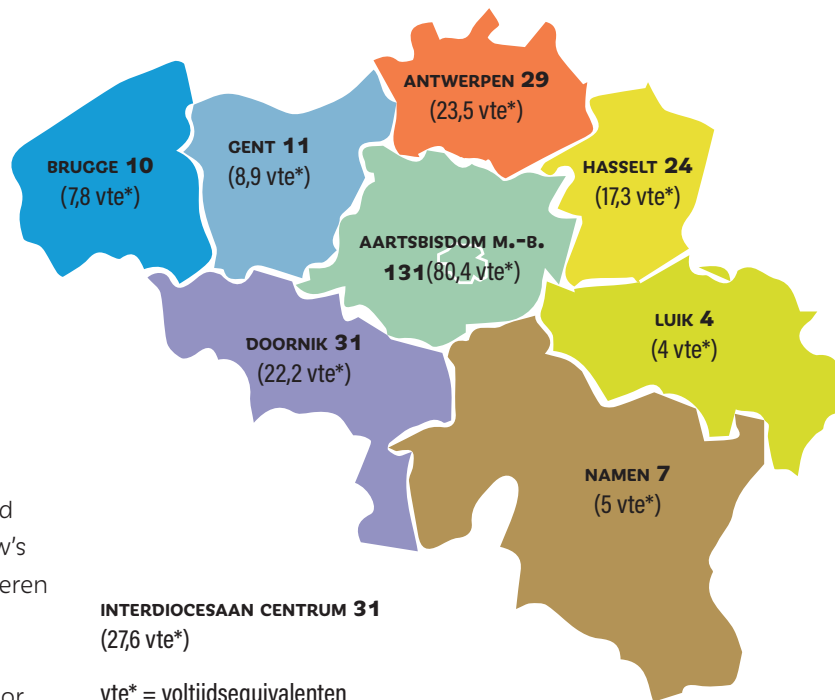 ANTWERPEN 29
(23,5 vte*)
GENT 11
(8,9 vte*)
BRUGGE 10
(7,8 vte*)
HASSELT 24
(17,3 vte*)
AARTSBISDOM M.-B.
131(80,4 vte*)
LUIK 4
(4 vte*)
DOORNIK 31
(22,2 vte*)
NAMEN 7
(5 vte*)
INTERDIOCESAAN CENTRUM 31
(27,6 vte*)
vte* = voltijdsequivalenten